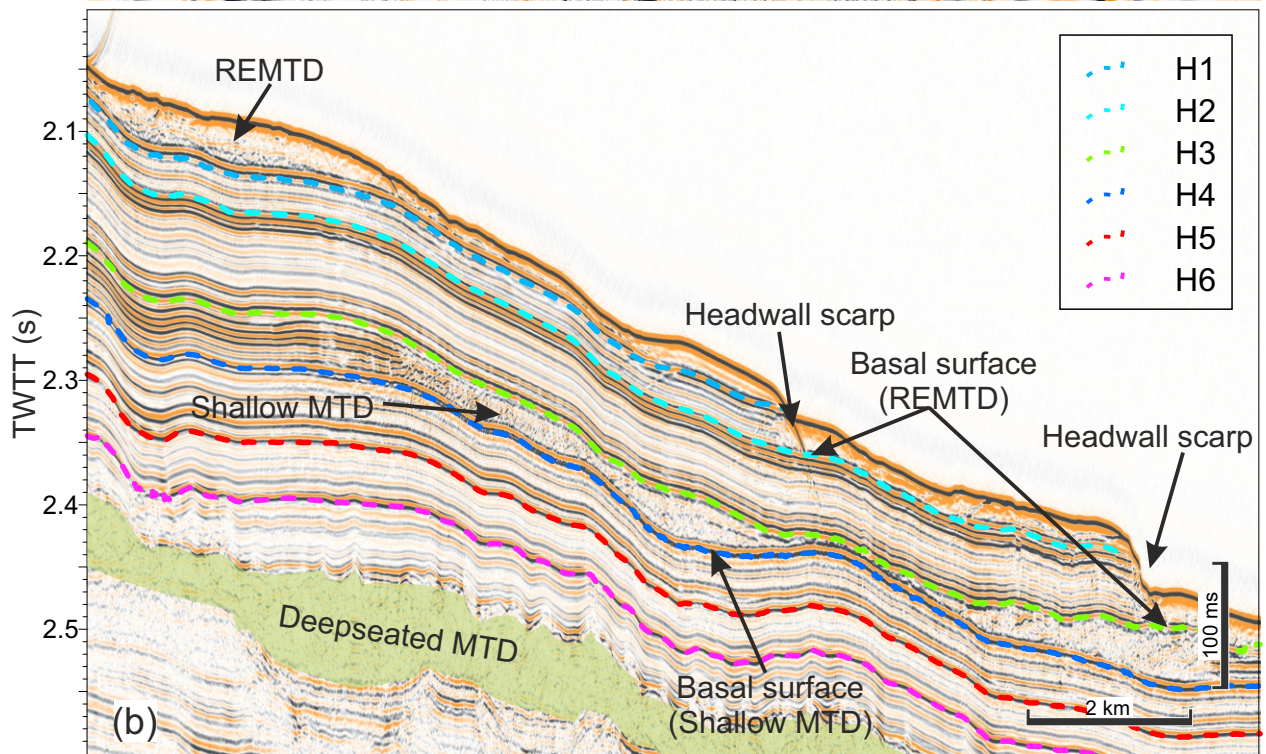 REMTD
H1
H2
H3
H4
H5
H6
2.1
2.2
2.3
2.4
2.5
TWTT (s)
Headwall scarp
Basal surface
(REMTD)
Headwall scarp
Shallow MTD
100 ms
Deepseated MTD
Basal surface
(Shallow MTD)
2 km
(b)